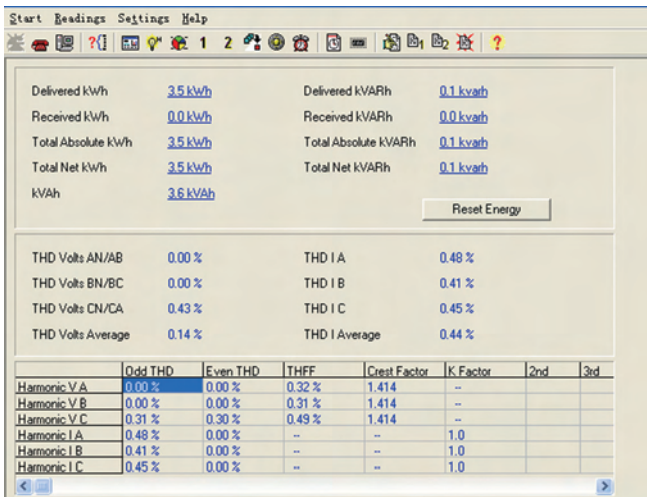 Start Readings Settings Help
?{} 1 2 1 2 ?
Delivered kWh 3.5 kWh Delivered kVARh 0.1 kvarh
Received kWh 0.0 kWh Received kVARh 0.0 kvarh
Total Absolute kWh 3.5 kWh Total Absolute kVARh 0.1 kvarh
Total Net kWh 3.5 kWh Total Net kVARh 0.1 kvarh
kVAh 3.6 kVAh
Reset Energy
THD Volts AN/AB 0.00 % THD I A 0.48 %
THD Volts BN/BC 0.00 % THD I B 0.41 %
THD Volts CN/CA 0.43 % THD I C 0.45 %
THD Volts Average 0.14 % THD I Average 0.44 %
Odd THD Even THD THFF Crest Factor K Factor 2nd 3rd
Harmonic V A 0.00 % 0.00 % 0.32 % 1.414 --
Harmonic V B 0.00 % 0.00 % 0.31 % 1.414 --
Harmonic V C 0.31 % 0.30 % 0.49 % 1.414 --
Harmonic I A 0.48 % 0.00 % -- -- 1.0
Harmonic I B 0.41 % 0.00 % -- -- 1.0
Harmonic I C 0.45 % 0.00 % -- -- 1.0